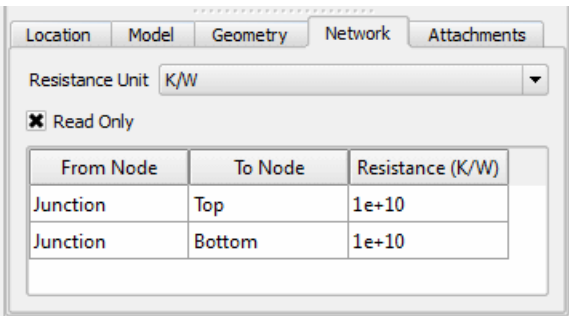 Location Model Geometry Network Attachments
Resistance Unit K/W
Read Only
From Node To Node Resistance (K/W)
Junction Top 1e+10
Junction Bottom 1e+10